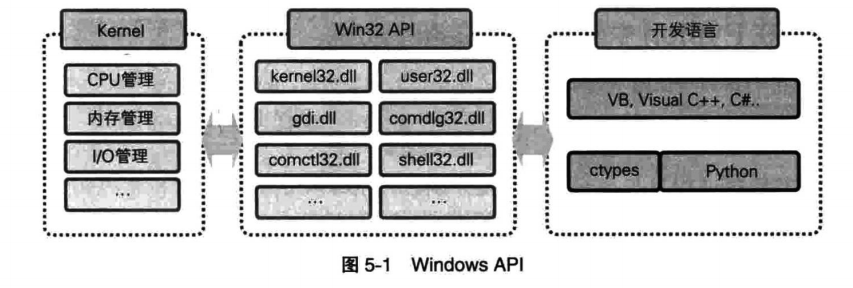 Kernel
CPU管理
内存管理
I/O管理
...
Win32 API
kernel32.dll
user32.dll
gdi.dll
comdlg32.dll
comctl32.dll
shell32.dll
...
...
开发语言
VB, Visual C++, C#..
ctypes
Python
图 5-1 Windows API